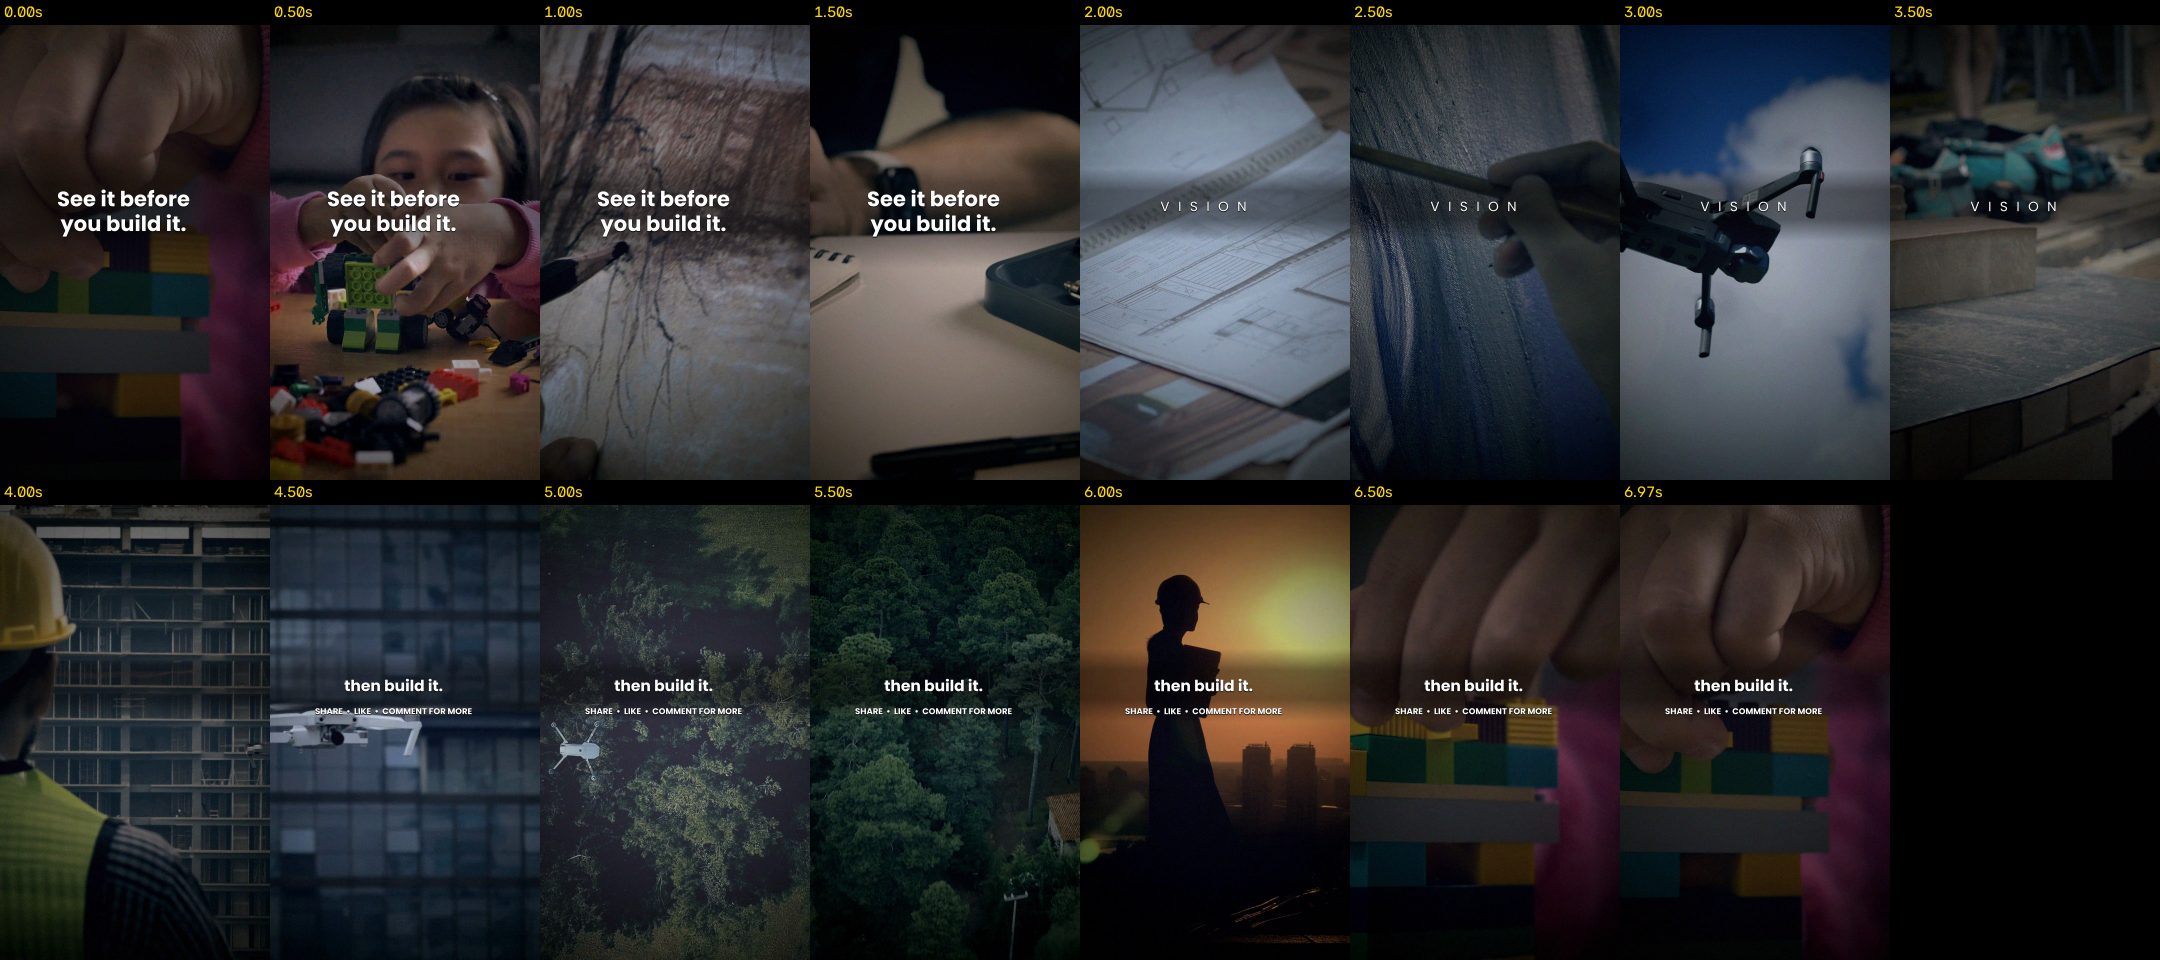 0.00s
0.50s
1.00s
1.50s
2.00s
2.50s
3.00s
3.50s
See it before
you build it.
See it before
you build it.
See it before
you build it.
See it before
you build it.
VISION
VISION
VISION
VISION
4.00s
4.50s
5.00s
5.50s
6.00s
6.50s
6.97s
then build it.
SHARE • LIKE • COMMENT FOR MORE
then build it.
SHARE • LIKE • COMMENT FOR MORE
then build it.
SHARE • LIKE • COMMENT FOR MORE
then build it.
SHARE • LIKE • COMMENT FOR MORE
then build it.
SHARE • LIKE • COMMENT FOR MORE
then build it.
SHARE • LIKE • COMMENT FOR MORE